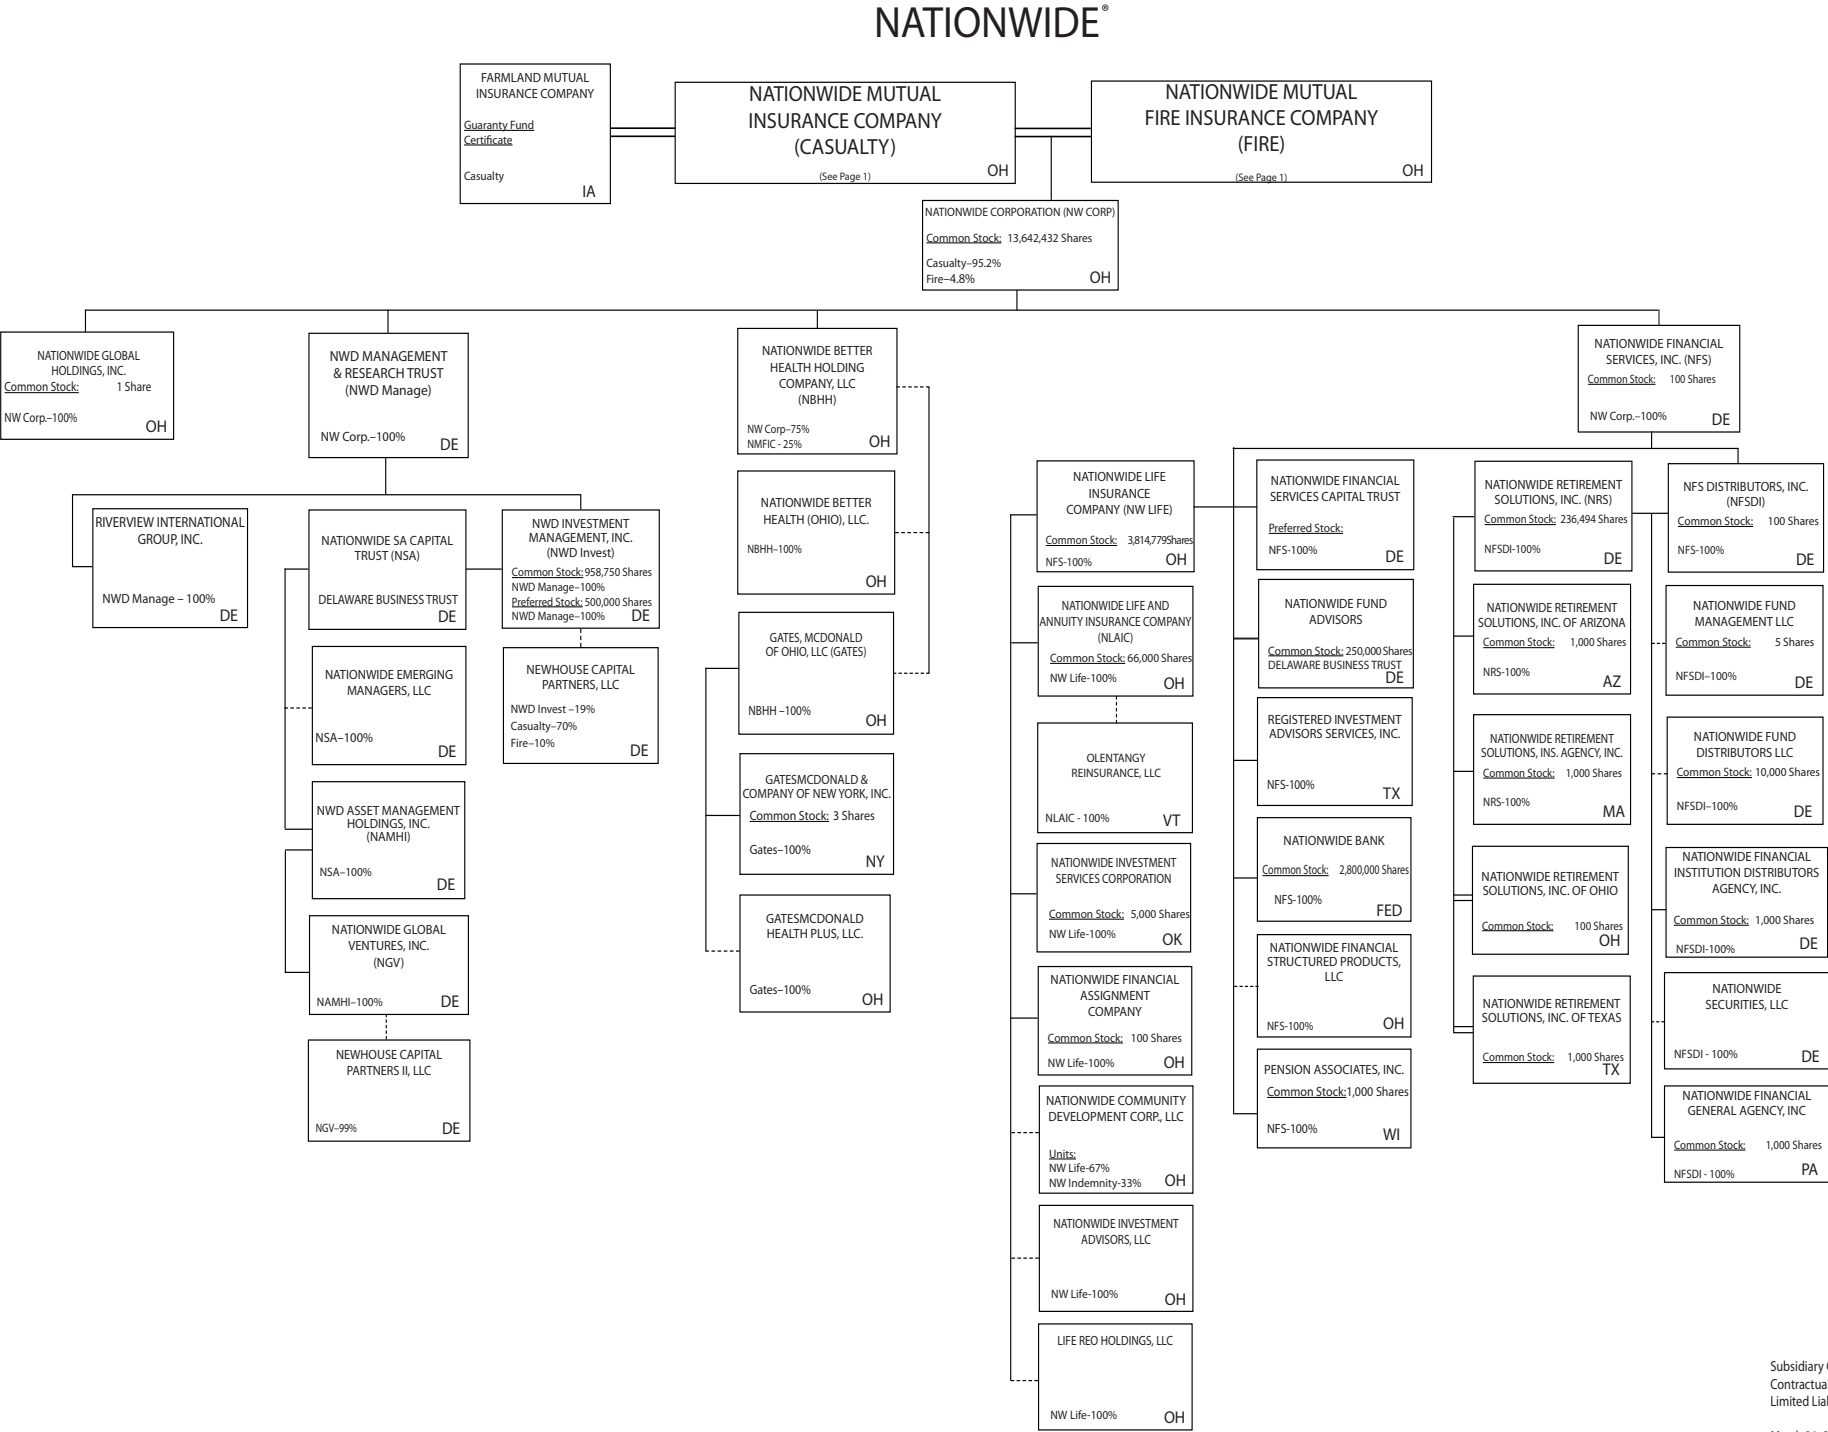 NATIONWIDE®
FARMLAND MUTUAL
INSURANCE COMPANY
Guaranty Fund
Certificate
Casualty
IA
NATIONWIDE MUTUAL
INSURANCE COMPANY
(CASUALTY)
(See Page 1)
OH
NATIONWIDE MUTUAL
FIRE INSURANCE COMPANY
(FIRE)
(See Page 1)
OH
NATIONWIDE CORPORATION (NW CORP)
Common Stock: 13,642,432 Shares
Casualty–95.2%
Fire–4.8%
OH
NATIONWIDE GLOBAL
HOLDINGS, INC.
Common Stock: 1 Share
NW Corp.–100%
OH
NWD MANAGEMENT
& RESEARCH TRUST
(NWD Manage)
NW Corp.–100%
DE
NATIONWIDE BETTER
HEALTH HOLDING
COMPANY, LLC
(NBHH)
NW Corp–75%
NMFIC - 25%
OH
NATIONWIDE FINANCIAL
SERVICES, INC. (NFS)
Common Stock: 100 Shares
NW Corp.–100%
DE
RIVERVIEW INTERNATIONAL
GROUP, INC.
NWD Manage – 100%
DE
NATIONWIDE SA CAPITAL
TRUST (NSA)
DELAWARE BUSINESS TRUST
DE
NWD INVESTMENT
MANAGEMENT, INC.
(NWD Invest)
Common Stock: 958,750 Shares
NWD Manage–100%
Preferred Stock: 500,000 Shares
NWD Manage–100%
DE
NATIONWIDE EMERGING
MANAGERS, LLC
NSA–100%
DE
NEWHOUSE CAPITAL
PARTNERS, LLC
NWD Invest –19%
Casualty–70%
Fire–10%
DE
NWD ASSET MANAGEMENT
HOLDINGS, INC.
(NAMHI)
NSA–100%
DE
NATIONWIDE GLOBAL
VENTURES, INC.
(NGV)
NAMHI–100%
DE
NEWHOUSE CAPITAL
PARTNERS II, LLC
NGV–99%
DE
NATIONWIDE BETTER
HEALTH (OHIO), LLC.
NBHH–100%
OH
GATES, MCDONALD
OF OHIO, LLC (GATES)
NBHH –100%
OH
GATESMCDONALD &
COMPANY OF NEW YORK, INC.
Common Stock: 3 Shares
Gates–100%
NY
GATESMCDONALD
HEALTH PLUS, LLC.
Gates–100%
OH
NATIONWIDE LIFE
INSURANCE
COMPANY (NW LIFE)
Common Stock: 3,814,779Shares
NFS-100%
OH
NATIONWIDE LIFE AND
ANNUITY INSURANCE COMPANY
(NLAIC)
Common Stock: 66,000 Shares
NW Life-100%
OH
OLENTANGY
REINSURANCE, LLC
NLAIC - 100%
VT
NATIONWIDE INVESTMENT
SERVICES CORPORATION
Common Stock: 5,000 Shares
NW Life-100%
OK
NATIONWIDE FINANCIAL
ASSIGNMENT
COMPANY
Common Stock: 100 Shares
NW Life-100%
OH
NATIONWIDE COMMUNITY
DEVELOPMENT CORP., LLC
Units:
NW Life-67%
NW Indemnity-33%
OH
NATIONWIDE INVESTMENT
ADVISORS, LLC
NW Life-100%
OH
LIFE REO HOLDINGS, LLC
NW Life-100%
OH
NATIONWIDE FINANCIAL
SERVICES CAPITAL TRUST
Preferred Stock:
NFS-100%
DE
NATIONWIDE FUND
ADVISORS
Common Stock: 250,000 Shares
DELAWARE BUSINESS TRUST
DE
REGISTERED INVESTMENT
ADVISORS SERVICES, INC.
NFS-100%
TX
NATIONWIDE BANK
Common Stock: 2,800,000 Shares
NFS-100%
FED
NATIONWIDE FINANCIAL
STRUCTURED PRODUCTS,
LLC
NFS-100%
OH
PENSION ASSOCIATES, INC.
Common Stock:1,000 Shares
NFS-100%
WI
NATIONWIDE RETIREMENT
SOLUTIONS, INC. (NRS)
Common Stock: 236,494 Shares
NFSDI-100%
DE
NATIONWIDE RETIREMENT
SOLUTIONS, INC. OF ARIZONA
Common Stock: 1,000 Shares
NRS-100%
AZ
NATIONWIDE RETIREMENT
SOLUTIONS, INS. AGENCY, INC.
Common Stock: 1,000 Shares
NRS-100%
MA
NATIONWIDE RETIREMENT
SOLUTIONS, INC. OF OHIO
Common Stock: 100 Shares
OH
NATIONWIDE RETIREMENT
SOLUTIONS, INC. OF TEXAS
Common Stock: 1,000 Shares
TX
NFS DISTRIBUTORS, INC.
(NFSDI)
Common Stock: 100 Shares
NFS-100%
DE
NATIONWIDE FUND
MANAGEMENT LLC
Common Stock: 5 Shares
NFSDI–100%
DE
NATIONWIDE FUND
DISTRIBUTORS LLC
Common Stock: 10,000 Shares
NFSDI–100%
DE
NATIONWIDE FINANCIAL
INSTITUTION DISTRIBUTORS
AGENCY, INC.
Common Stock: 1,000 Shares
NFSDI-100%
DE
NATIONWIDE
SECURITIES, LLC
NFSDI - 100%
DE
NATIONWIDE FINANCIAL
GENERAL AGENCY, INC
Common Stock: 1,000 Shares
NFSDI - 100%
PA
Subsidiary
Contractua
Limited Lia